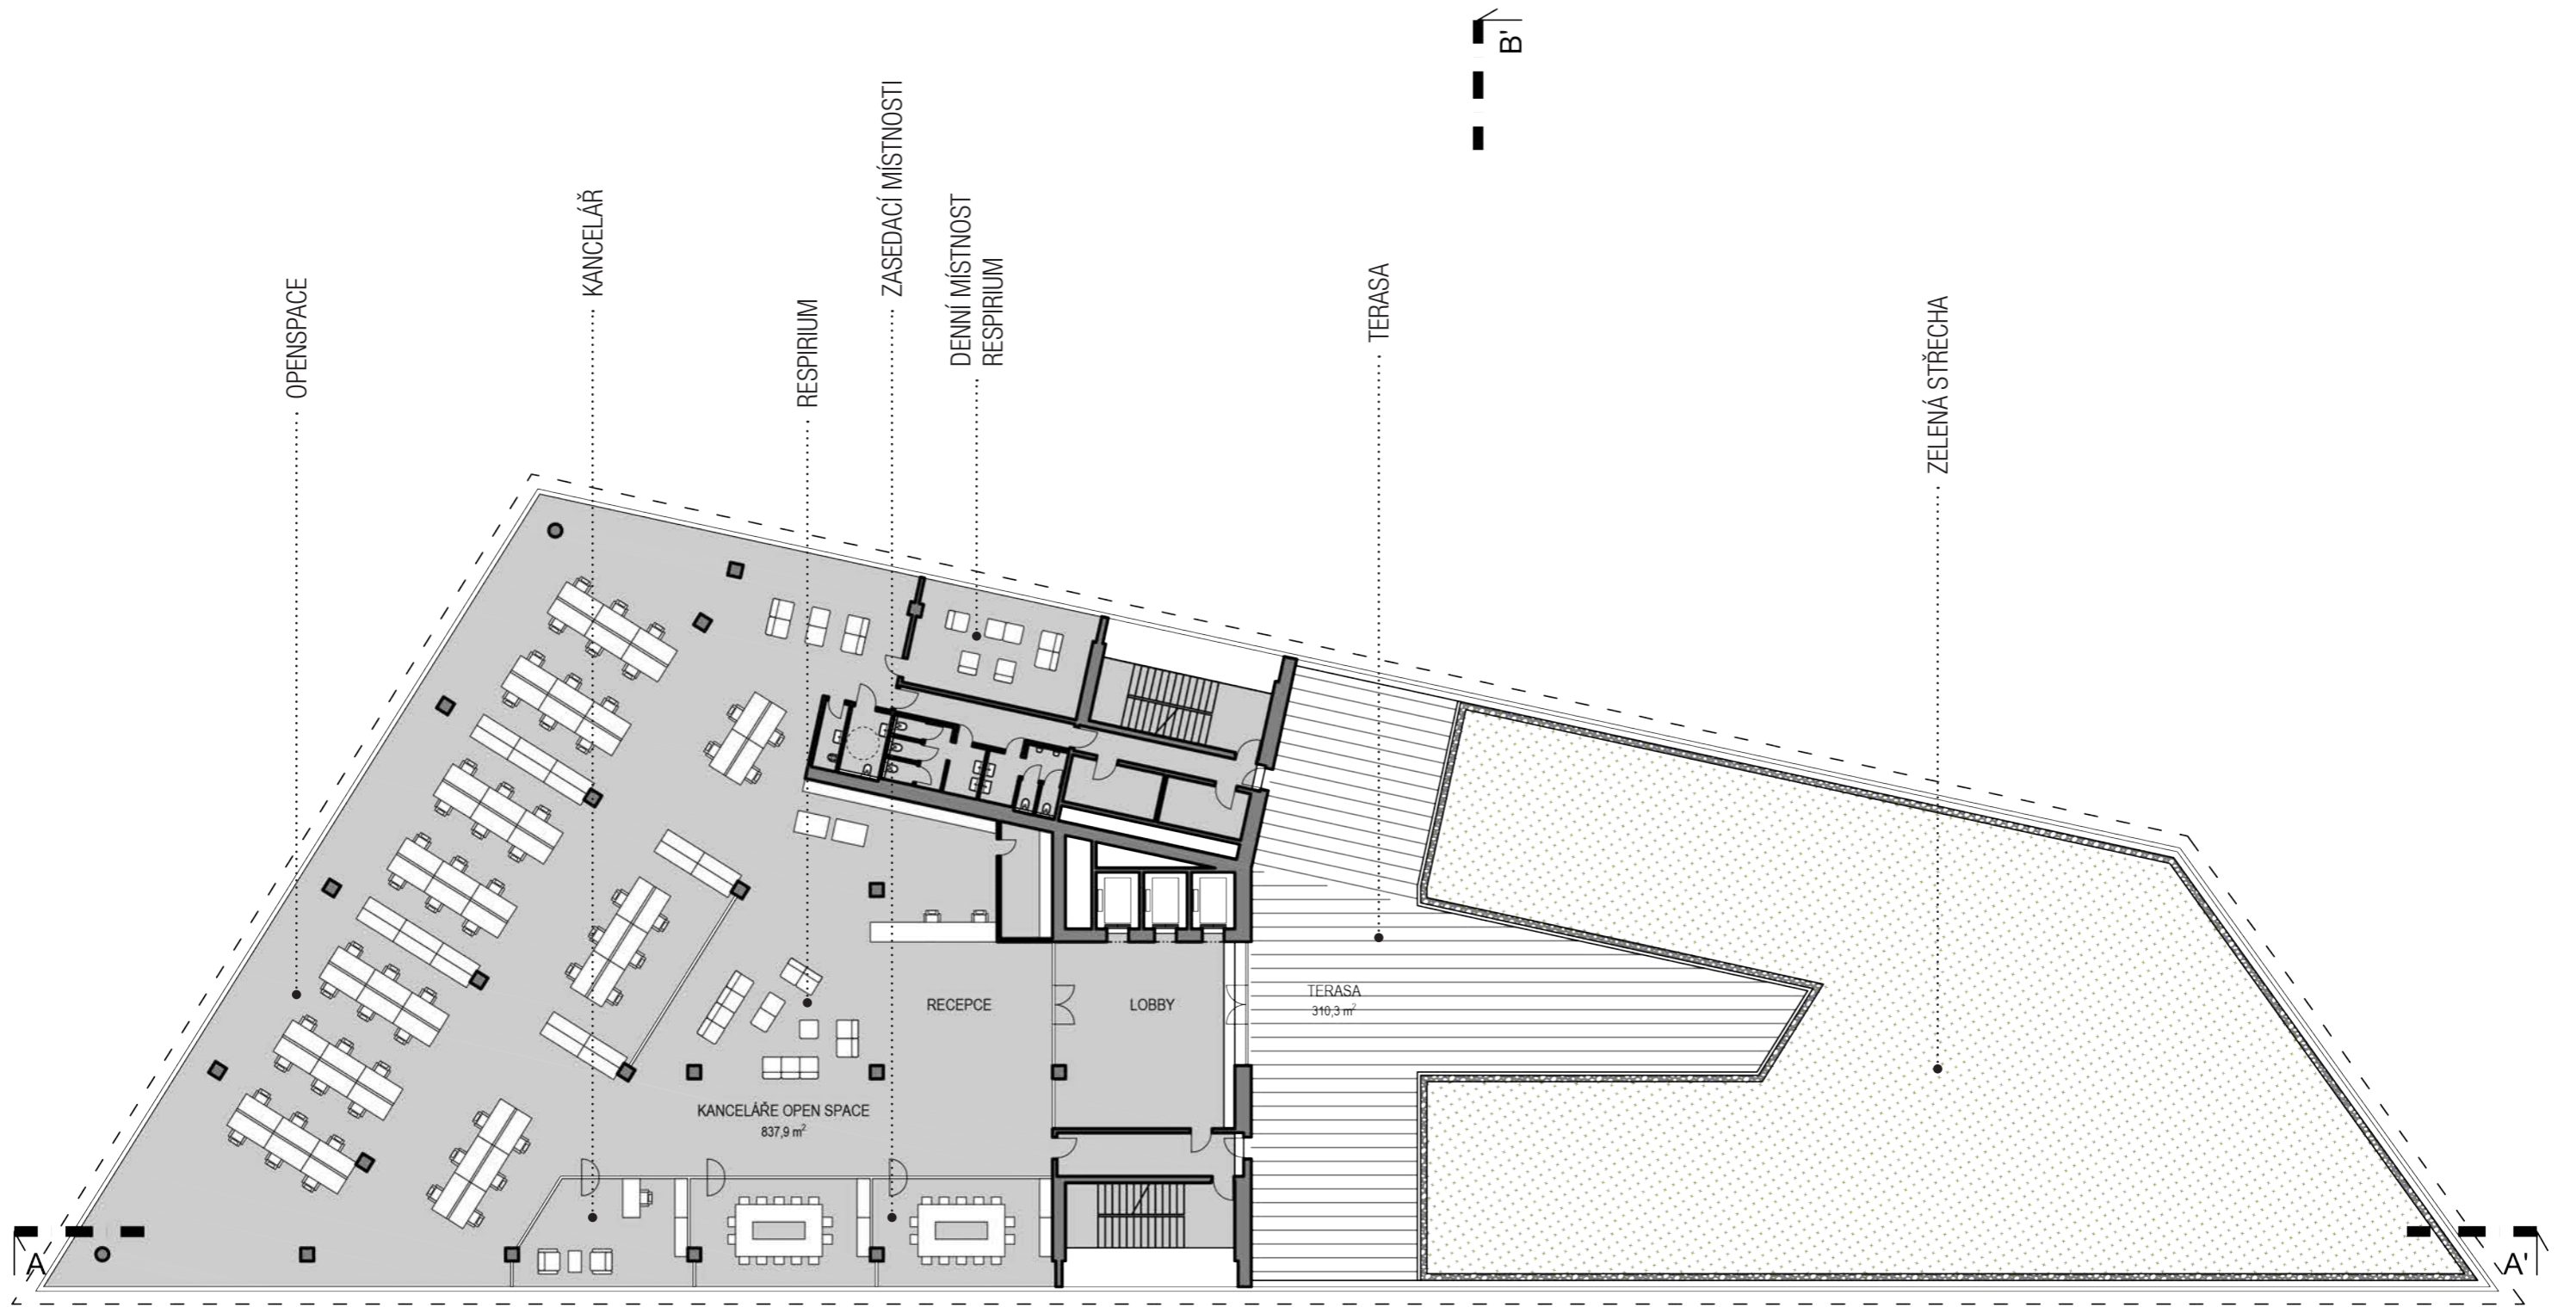 B'
OPENSPACE
KANCELÁŘ
RESPIRIUM
ZASEDACÍ MÍSTNOSTI
DENNÍ MÍSTNOST
RESPIRIUM
TERASA
ZELENÁ STŘECHA
RECEPCE
LOBBY
TERASA
310,3 m²
KANCELÁŘE OPEN SPACE
837,9 m²
A
A'